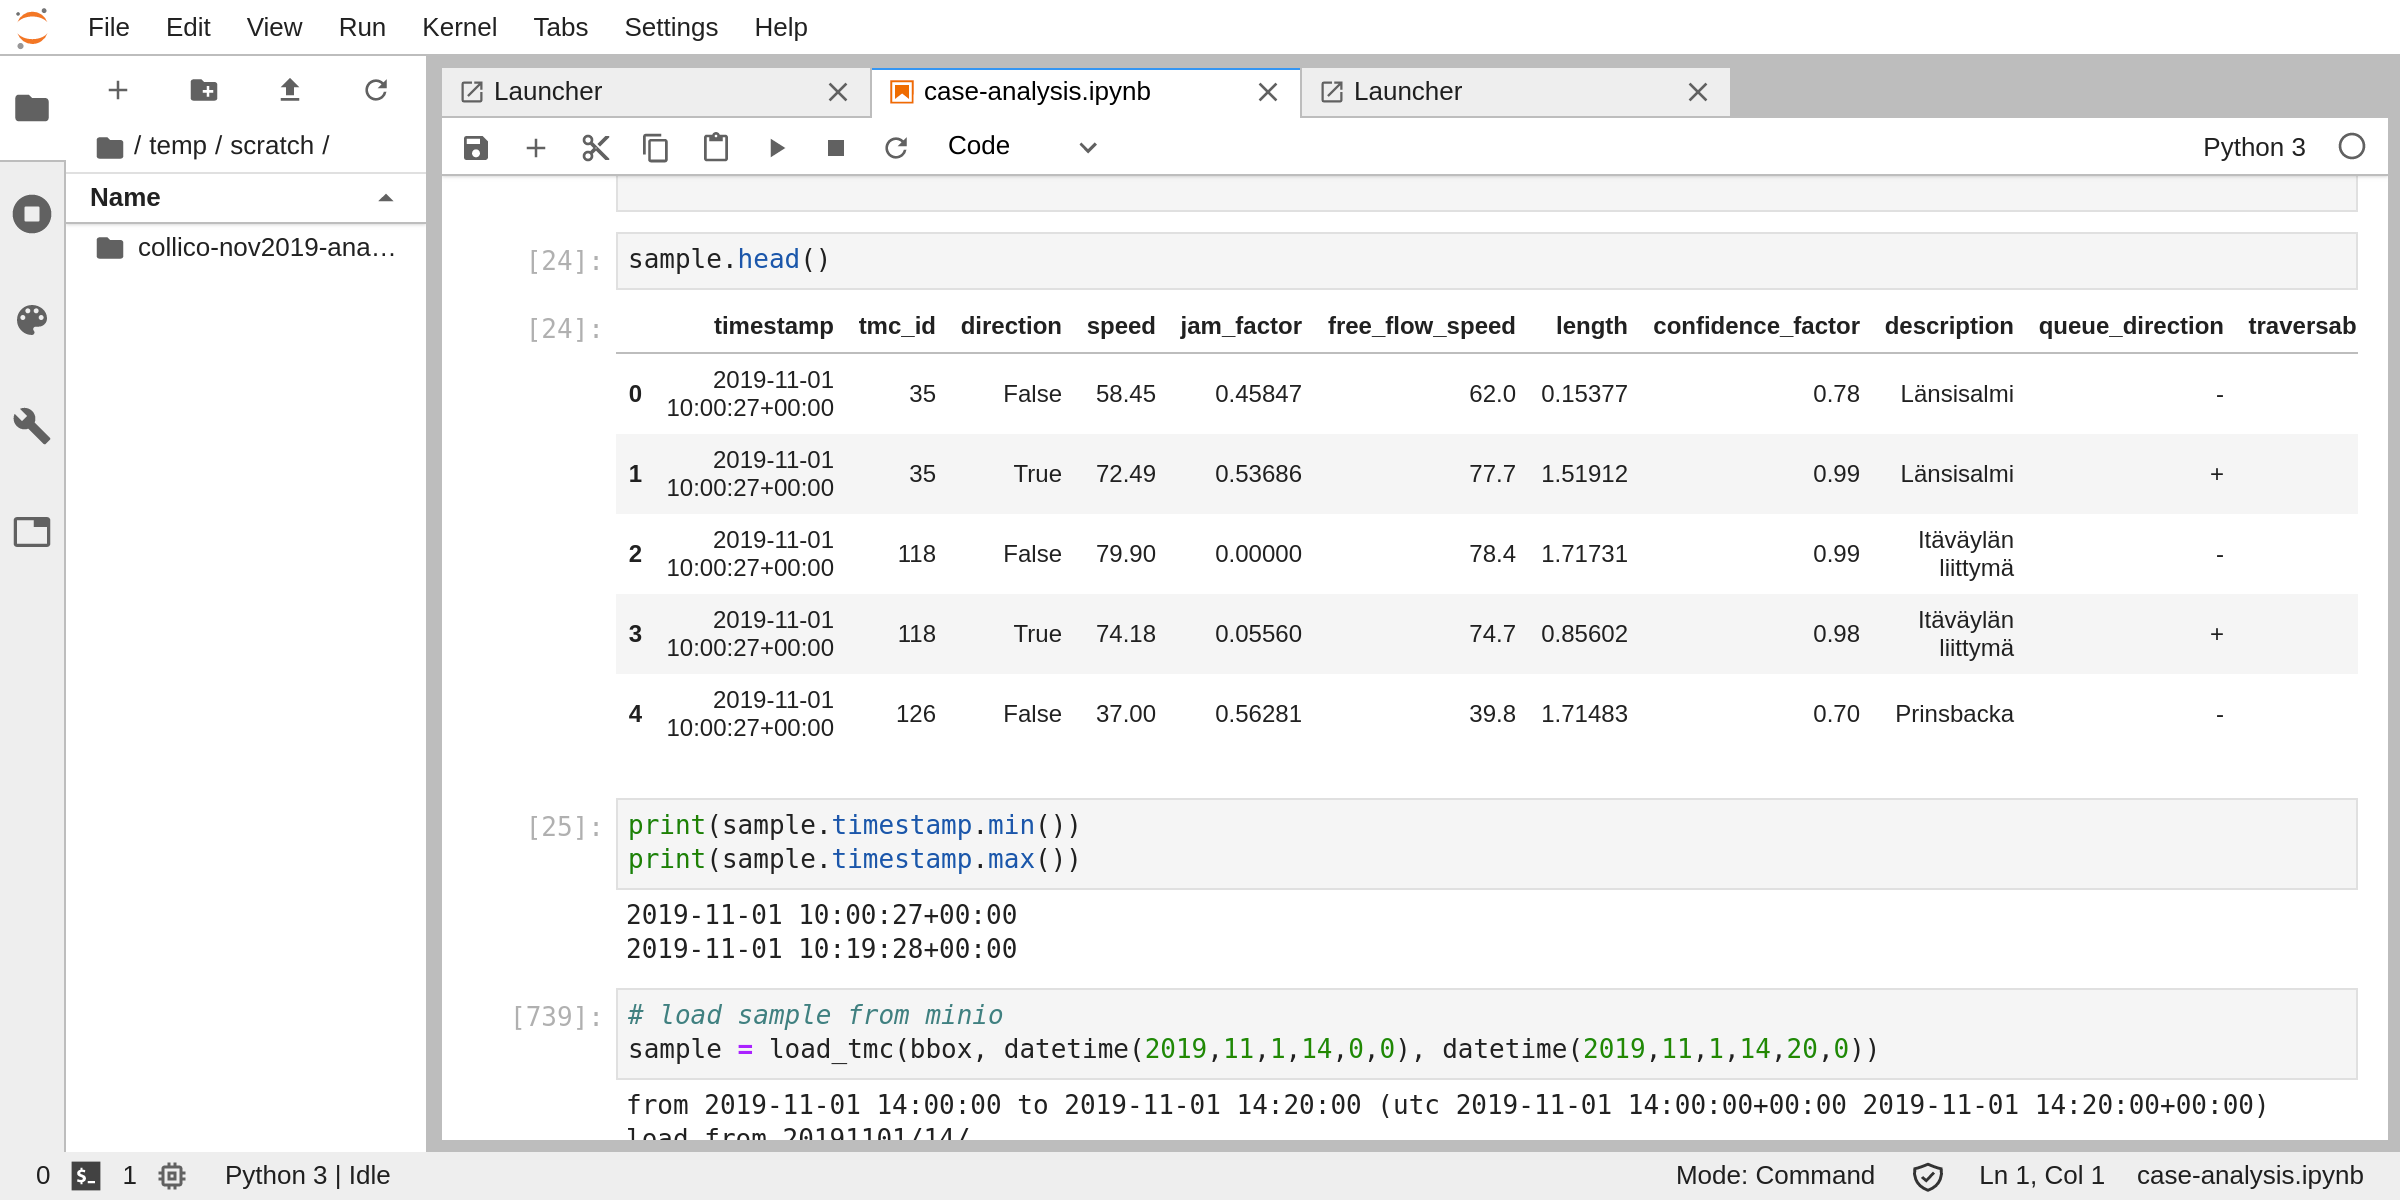 File Edit View Run Kernel Tabs Settings Help
Launcher case-analysis.ipynb Launcher
/ temp / scratch /
Code Python 3
Name
collico-nov2019-ana…
[24]: sample.head()
[24]: timestamp tmc_id direction speed jam_factor free_flow_speed length confidence_factor description queue_direction traversab
0 2019-11-01 10:00:27+00:00 35 False 58.45 0.45847 62.0 0.15377 0.78 Länsisalmi -
1 2019-11-01 10:00:27+00:00 35 True 72.49 0.53686 77.7 1.51912 0.99 Länsisalmi +
2 2019-11-01 10:00:27+00:00 118 False 79.90 0.00000 78.4 1.71731 0.99 Itäväylän liittymä -
3 2019-11-01 10:00:27+00:00 118 True 74.18 0.05560 74.7 0.85602 0.98 Itäväylän liittymä +
4 2019-11-01 10:00:27+00:00 126 False 37.00 0.56281 39.8 1.71483 0.70 Prinsbacka -
[25]: print(sample.timestamp.min())
print(sample.timestamp.max())
2019-11-01 10:00:27+00:00
2019-11-01 10:19:28+00:00
[739]: # load sample from minio
sample = load_tmc(bbox, datetime(2019,11,1,14,0,0), datetime(2019,11,1,14,20,0))
from 2019-11-01 14:00:00 to 2019-11-01 14:20:00 (utc 2019-11-01 14:00:00+00:00 2019-11-01 14:20:00+00:00)
load from 20191101/14/
0 $_ 1 Python 3 | Idle Mode: Command Ln 1, Col 1 case-analysis.ipynb